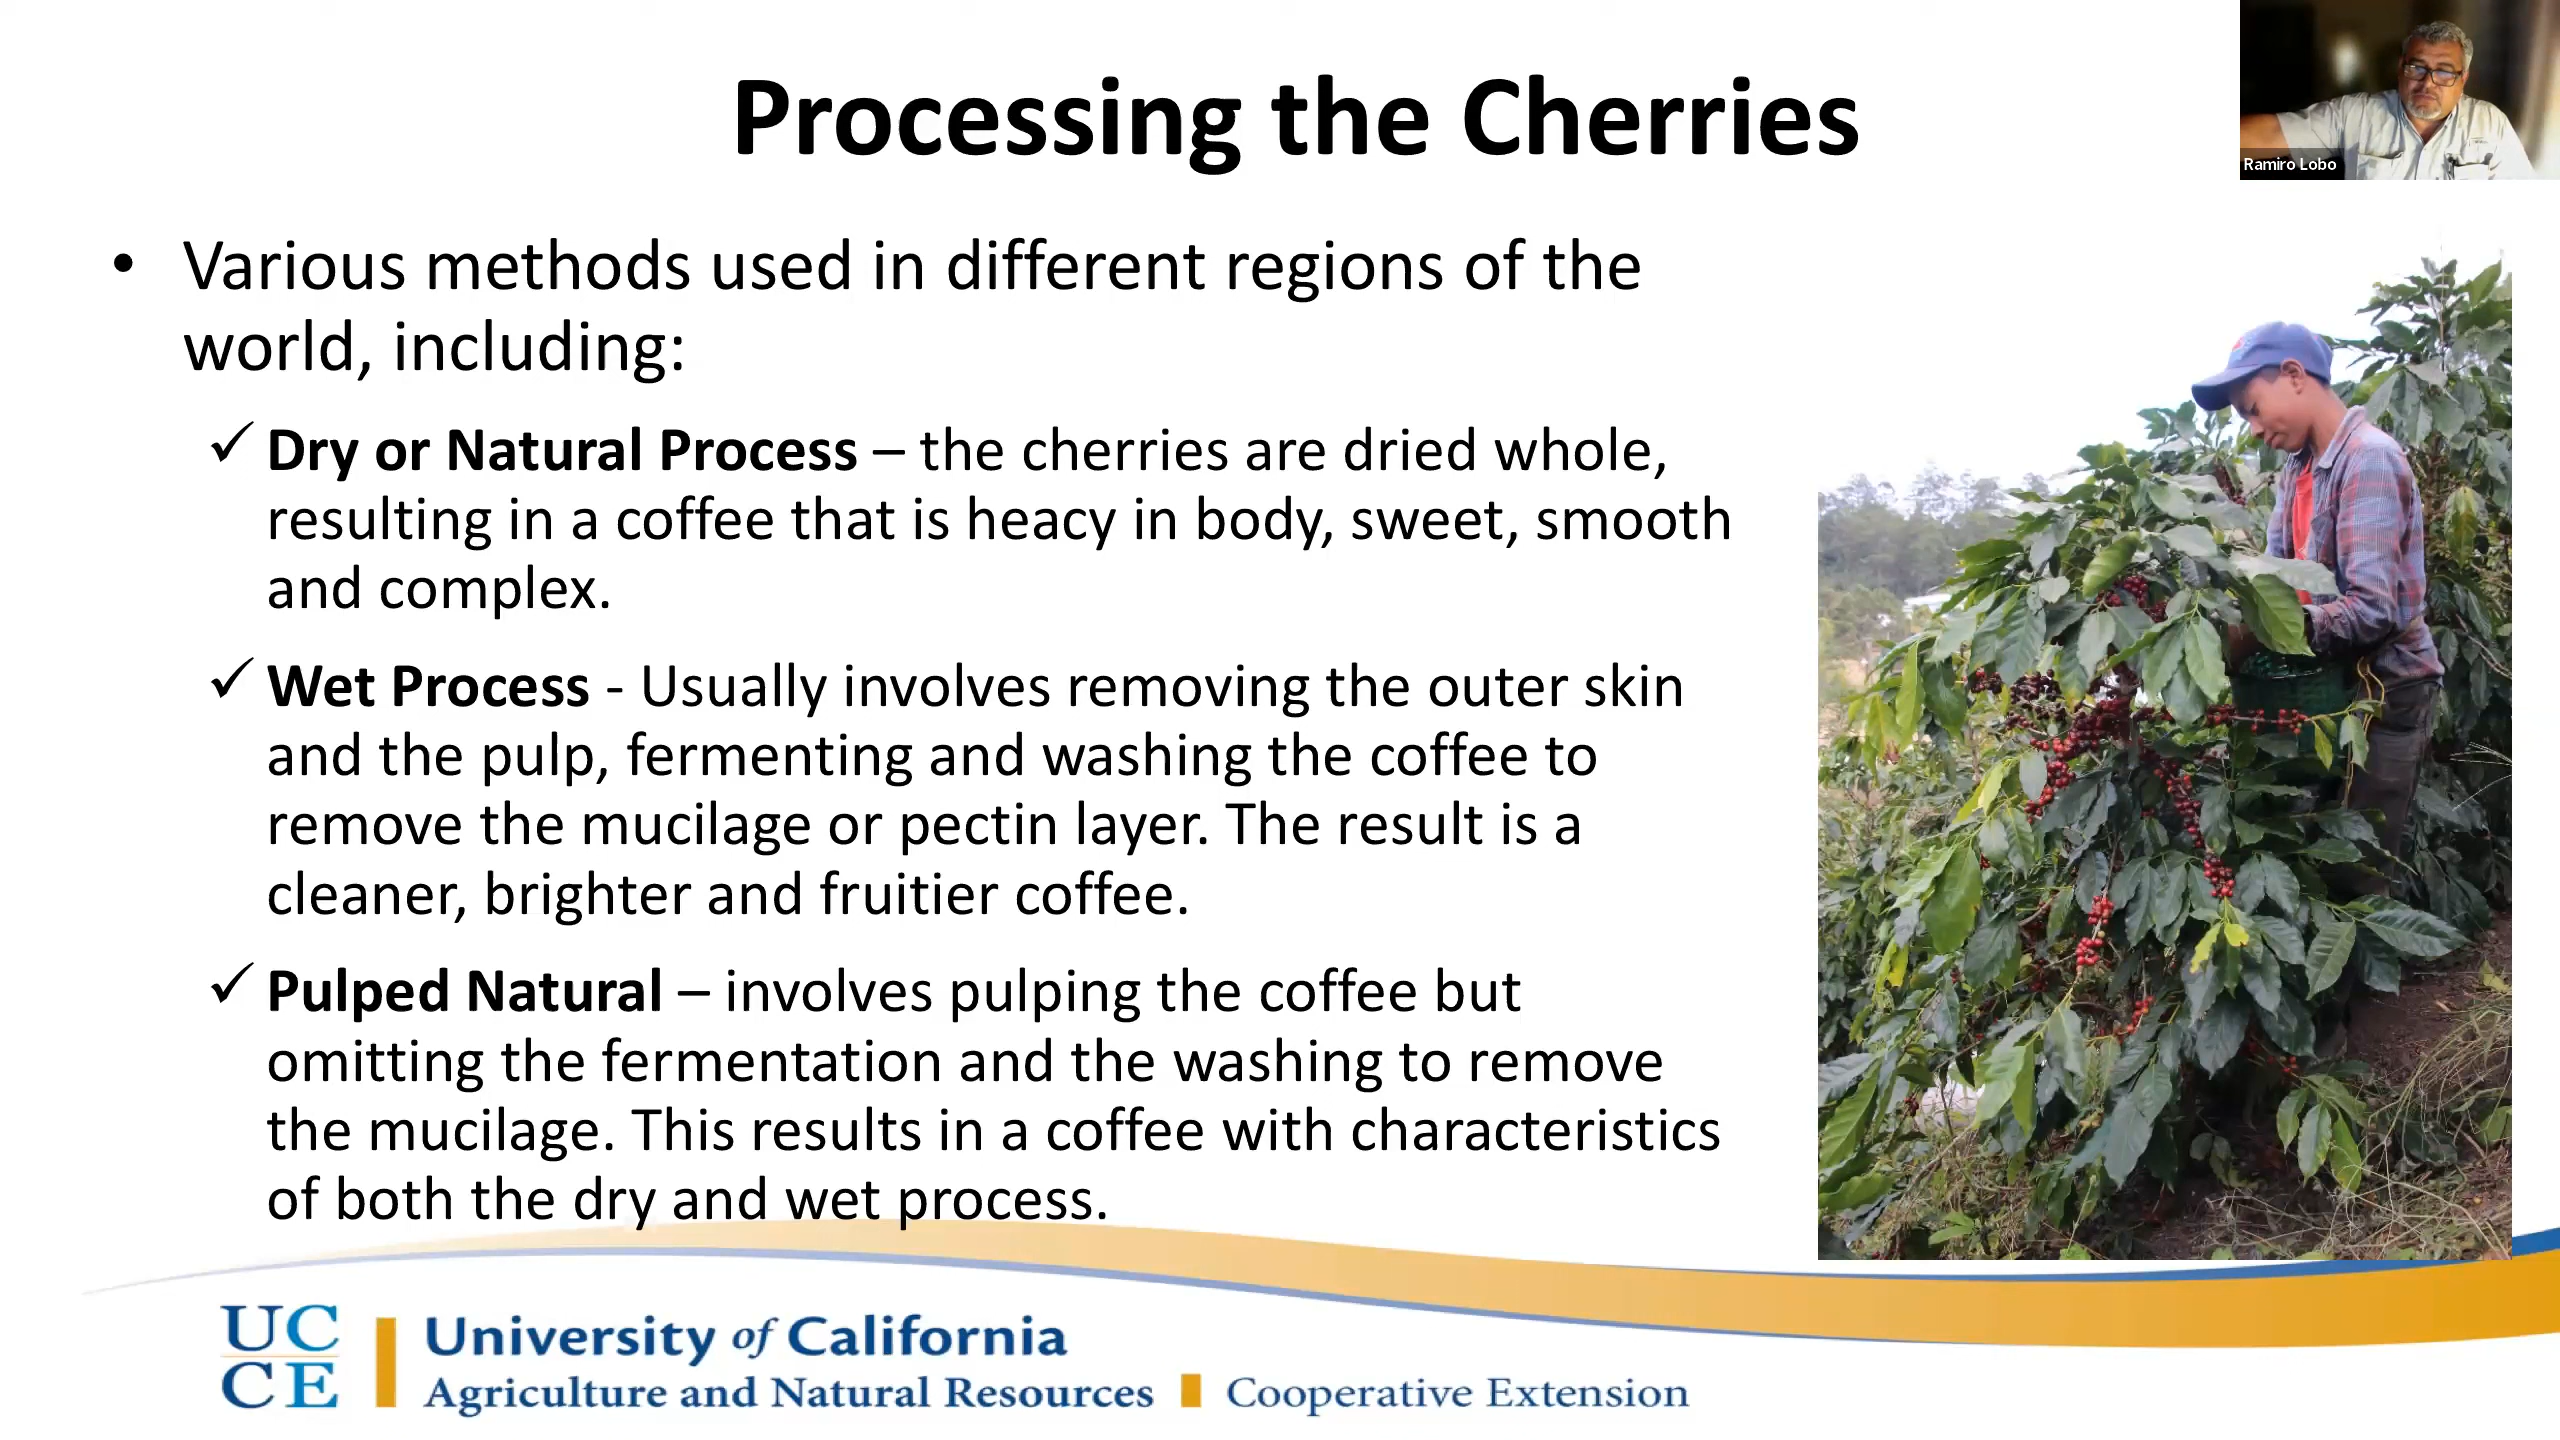 Processing the Cherries
Ramiro Lobo
• Various methods used in different regions of the
world, including:
✓ Dry or Natural Process – the cherries are dried whole,
resulting in a coffee that is heacy in body, sweet, smooth
and complex.
✓ Wet Process - Usually involves removing the outer skin
and the pulp, fermenting and washing the coffee to
remove the mucilage or pectin layer. The result is a
cleaner, brighter and fruitier coffee.
✓ Pulped Natural – involves pulping the coffee but
omitting the fermentation and the washing to remove
the mucilage. This results in a coffee with characteristics
of both the dry and wet process.
UC
CE
University of California
Agriculture and Natural Resources Cooperative Extension